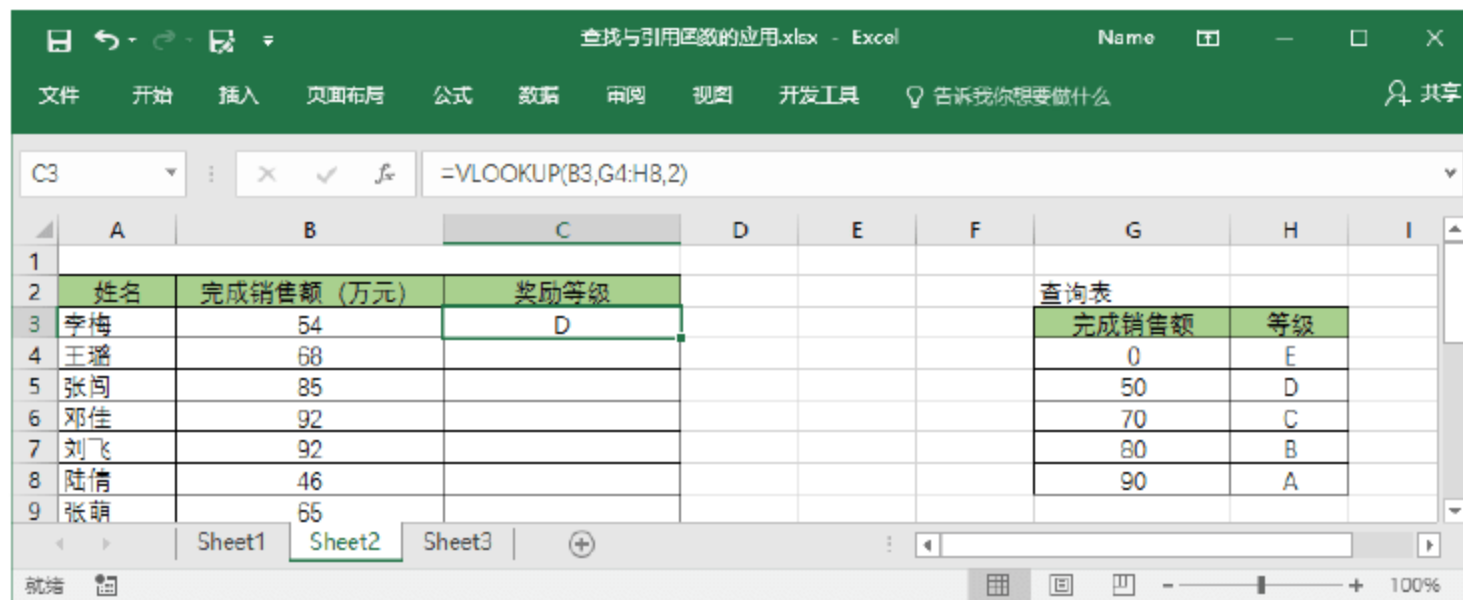 查找与引用函数的应用.xlsx - Excel Name
文件 开始 插入 页面布局 公式 数据 审阅 视图 开发工具 告诉我你想要做什么 共享
C3 fx =VLOOKUP(B3,G4:H8,2)
A B C D E F G H I
1
2 姓名 完成销售额（万元） 奖励等级 查询表
3 李梅 54 D 完成销售额 等级
4 王璐 68 0 E
5 张闯 85 50 D
6 邓佳 92 70 C
7 刘飞 92 80 B
8 陆倩 46 90 A
9 张萌 65
Sheet1 Sheet2 Sheet3
就绪 100%